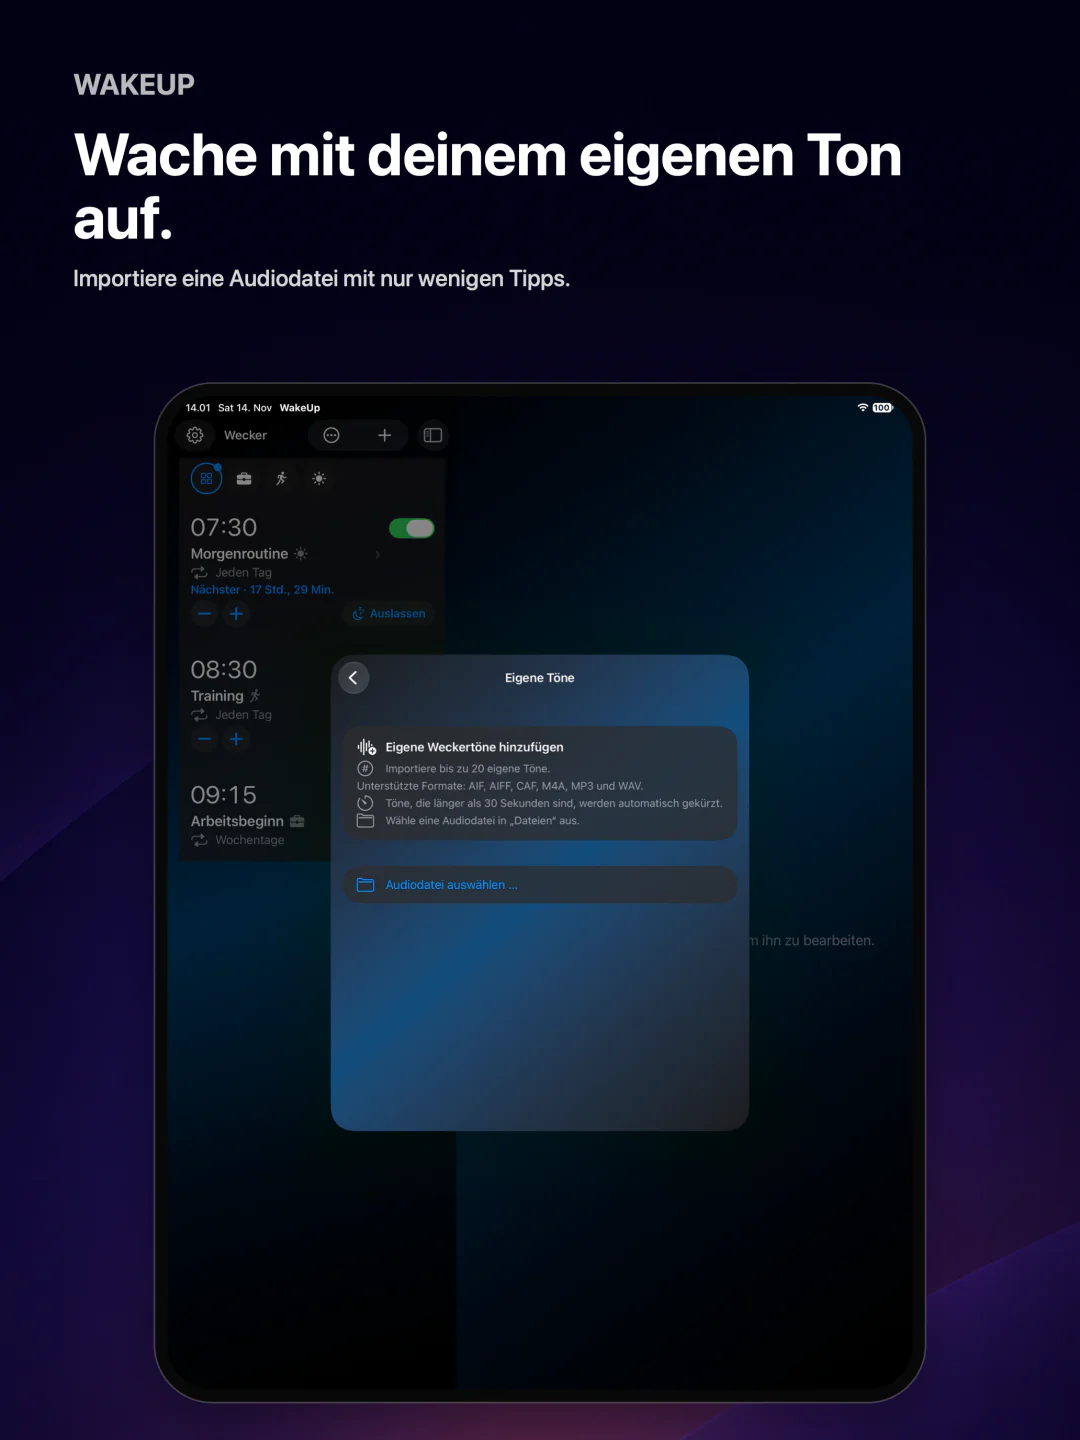 WAKEUP
Wache mit deinem eigenen Ton
auf.
Importiere eine Audiodatei mit nur wenigen Tipps.
14.01 Sat 14. Nov WakeUp
100
Wecker
07:30
Morgenroutine
Jeden Tag
Nächster · 17 Std., 29 Min.
Auslassen
08:30
Training
Jeden Tag
09:15
Arbeitsbeginn
Wochentage
Eigene Töne
Eigene Weckertöne hinzufügen
Importiere bis zu 20 eigene Töne.
Unterstützte Formate: AIF, AIFF, CAF, M4A, MP3 und WAV.
Töne, die länger als 30 Sekunden sind, werden automatisch gekürzt.
Wähle eine Audiodatei in „Dateien“ aus.
Audiodatei auswählen ...
ihn zu bearbeiten.